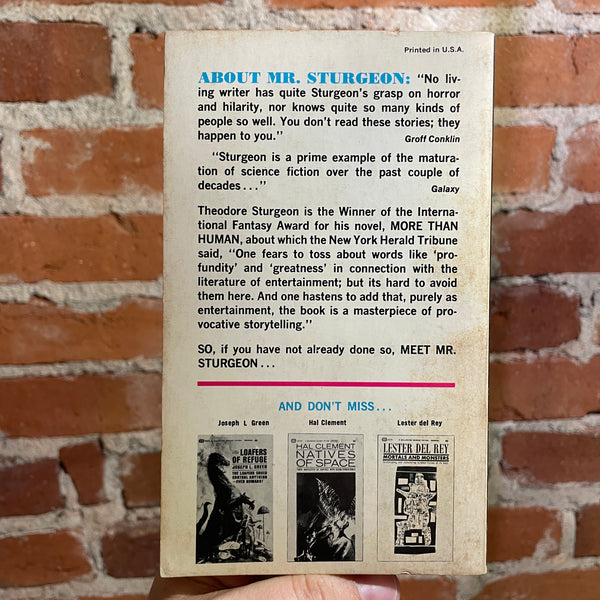 Printed in U.S.A.
ABOUT MR. STURGEON: “No liv-
ing writer has quite Sturgeon's grasp on horror
and hilarity, nor knows quite so many kinds of
people so well. You don't read these stories; they
happen to you.” Groff Conklin
“Sturgeon is a prime example of the matura-
tion of science fiction over the past couple of
decades...” Galaxy
Theodore Sturgeon is the Winner of the Interna-
tional Fantasy Award for his novel, MORE THAN
HUMAN, about which the New York Herald Tribune
said, “One fears to toss about words like 'pro-
fundity' and 'greatness' in connection with the
literature of entertainment; but its hard to avoid
them here. And one hastens to add that, purely as
entertainment, the book is a masterpiece of pro-
vocative storytelling.”
SO, if you have not already done so, MEET MR.
STURGEON...
AND DON'T MISS...
Joseph L Green Hal Clement Lester del Rey
LOAFERS
OF REFUGE
JOSEPH L. GREEN
THE LOAFERS GREEN
CONTROL ANYTHING
-EVEN HUMANS!
HAL CLEMENT
NATIVES
OF SPACE
LESTER DEL REY
MORTALS AND MONSTERS